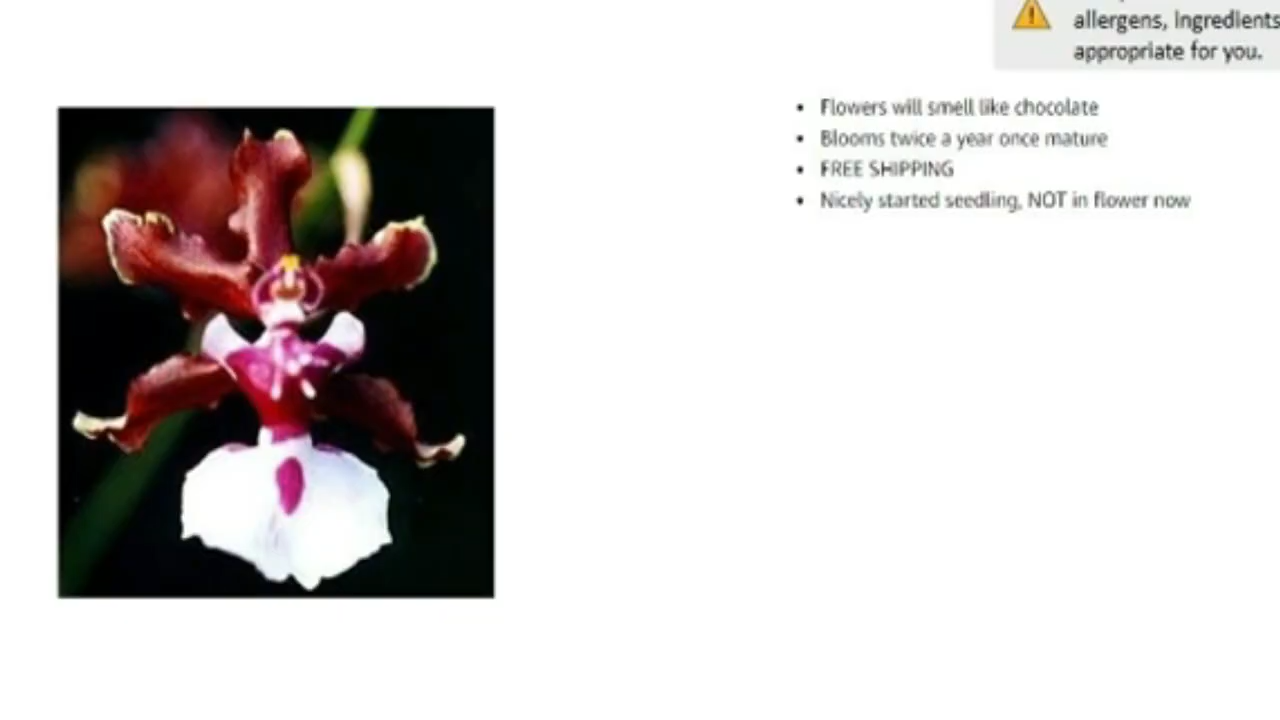 allergens, ingredients
appropriate for you.
• Flowers will smell like chocolate
• Blooms twice a year once mature
• FREE SHIPPING
• Nicely started seedling, NOT in flower now